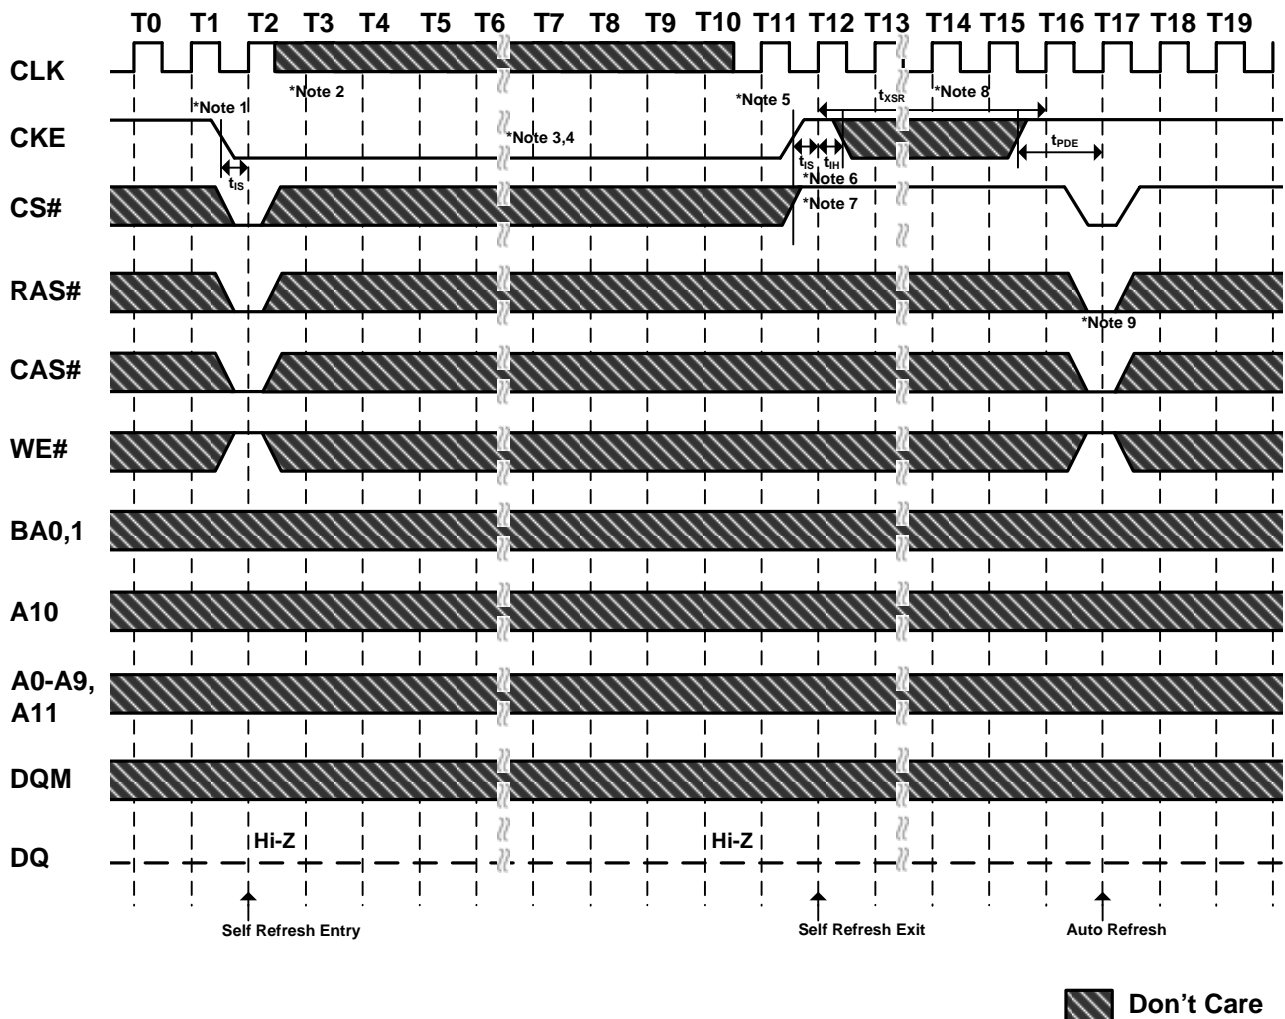 T0 T1 T2 T3 T4 T5 T6 T7 T8 T9 T10 T11 T12 T13 T14 T15 T16 T17 T18 T19
CLK
*Note 1
*Note 2
*Note 5
tXSR
*Note 8
CKE
*Note 3,4
tPDE
tIS
tIS
tIH
*Note 6
CS#
*Note 7
RAS#
*Note 9
CAS#
WE#
BA0,1
A10
A0-A9,
A11
DQM
Hi-Z
Hi-Z
DQ
Self Refresh Entry
Self Refresh Exit
Auto Refresh
Don't Care